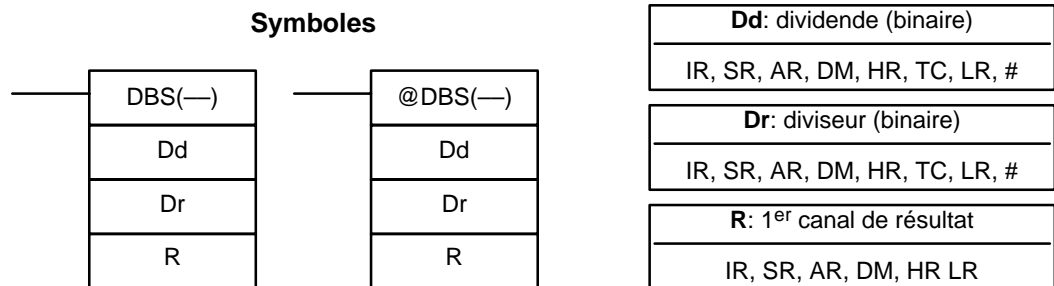 Symboles
DBS(—)
Dd
Dr
R
@DBS(—)
Dd
Dr
R
Dd: dividende (binaire)
IR, SR, AR, DM, HR, TC, LR, #
Dr: diviseur (binaire)
IR, SR, AR, DM, HR, TC, LR, #
R: 1er canal de résultat
IR, SR, AR, DM, HR LR